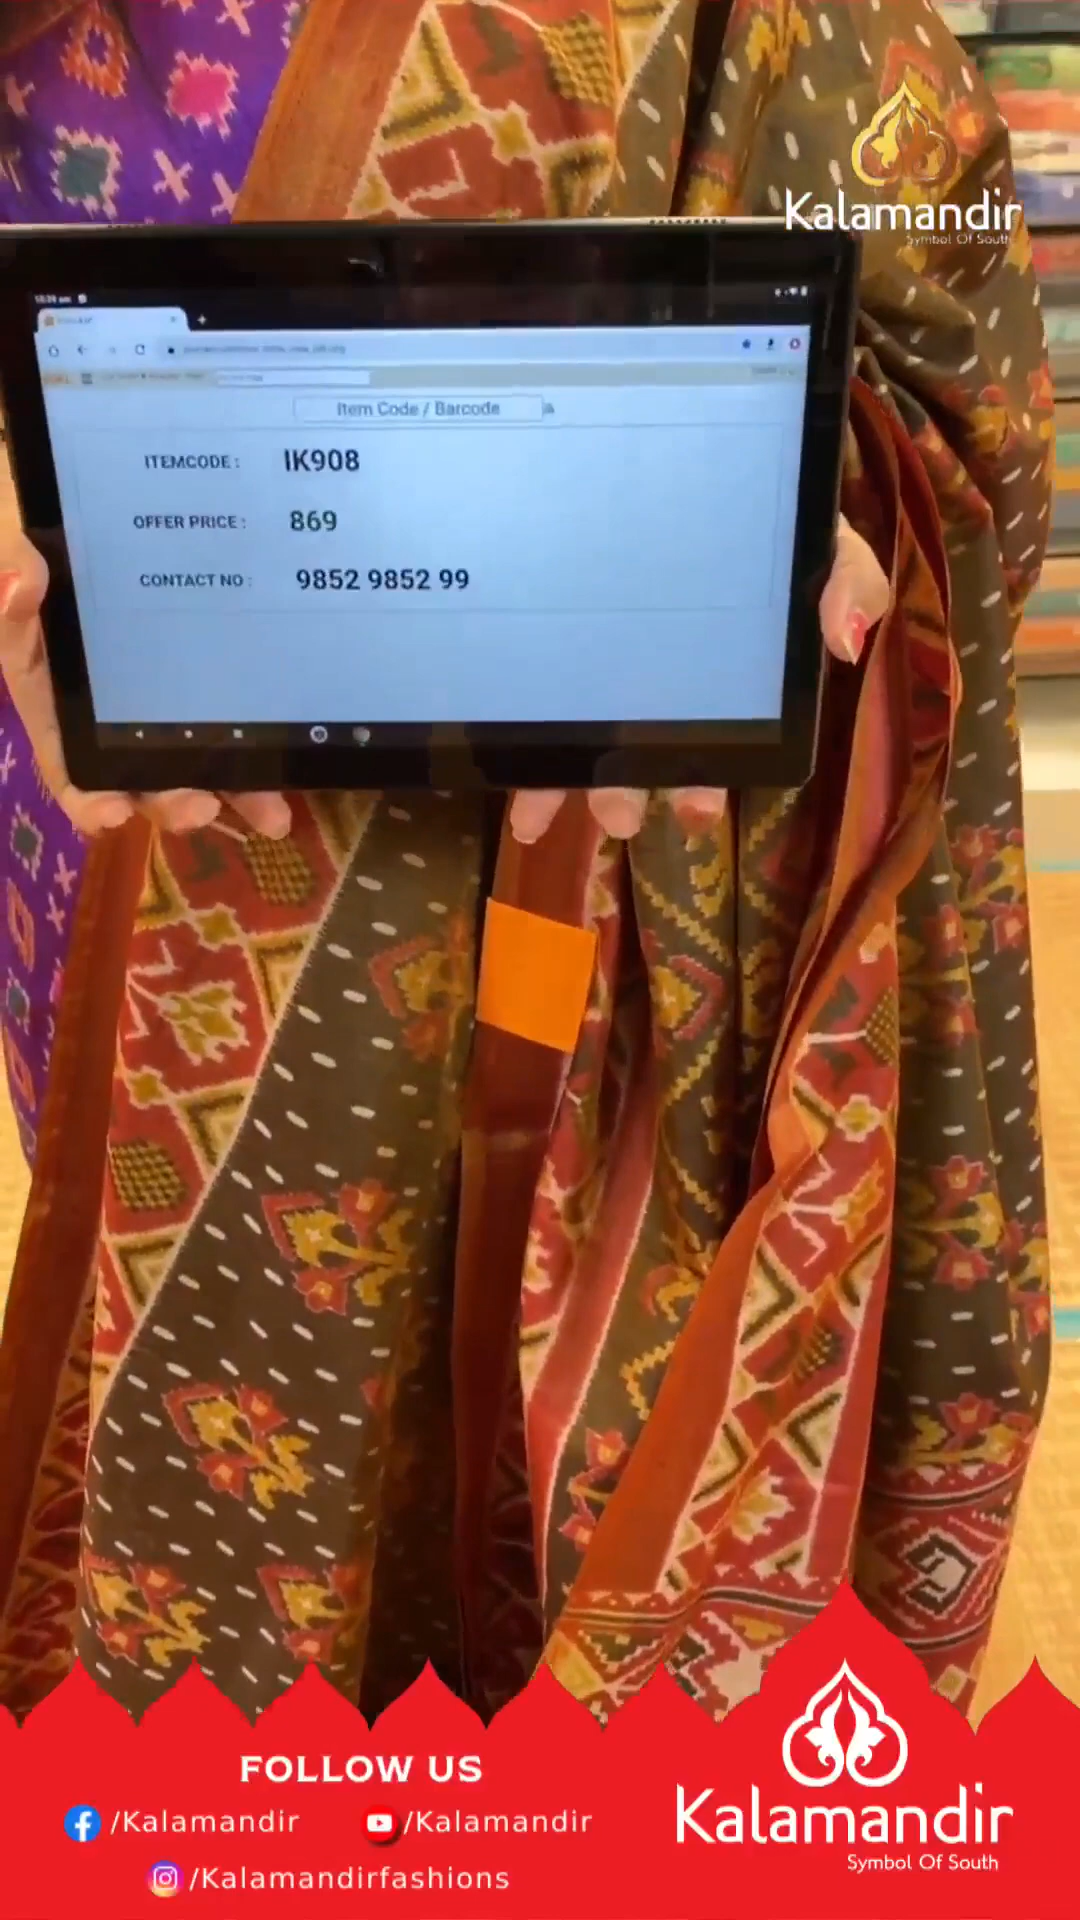 Kalamandir
Symbol Of South
Item Code / Barcode
ITEMCODE : IK908
OFFER PRICE : 869
CONTACT NO : 9852 9852 99
FOLLOW US
/Kalamandir
/Kalamandir
/Kalamandirfashions
Kalamandir
Symbol Of South